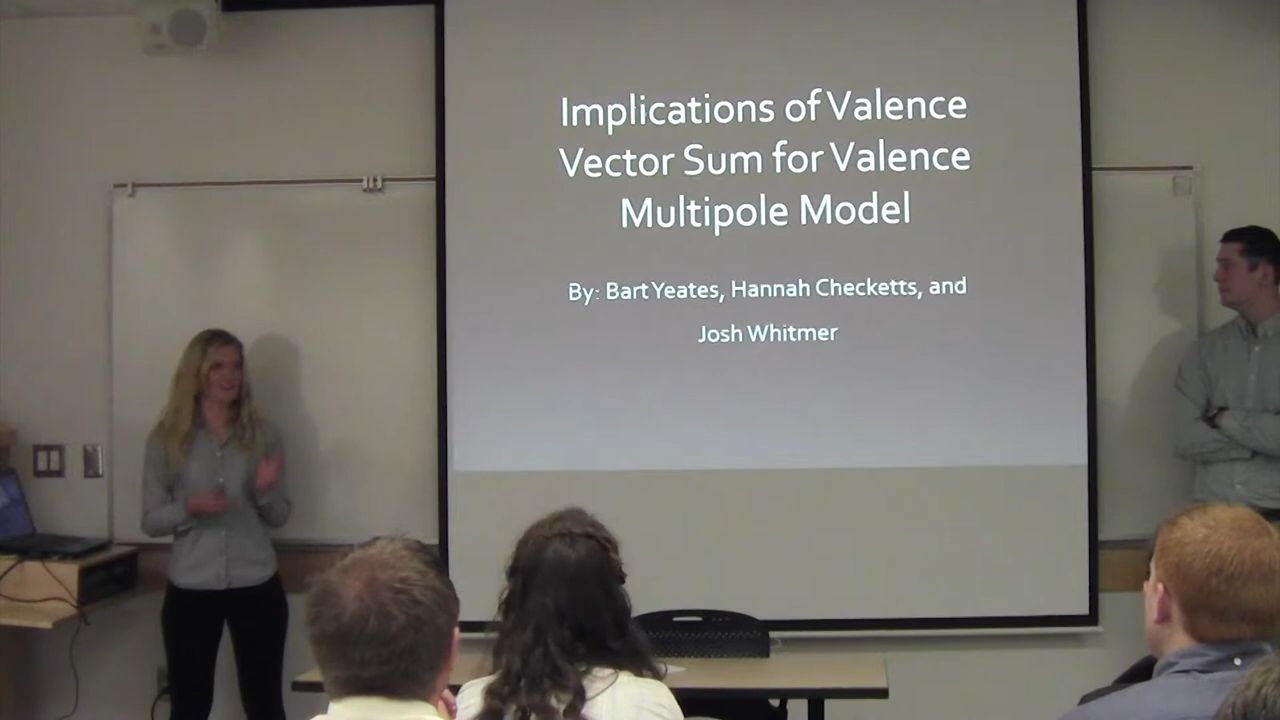 Implications of Valence
Vector Sum for Valence
Multipole Model
By: Bart Yeates, Hannah Checketts, and
Josh Whitmer